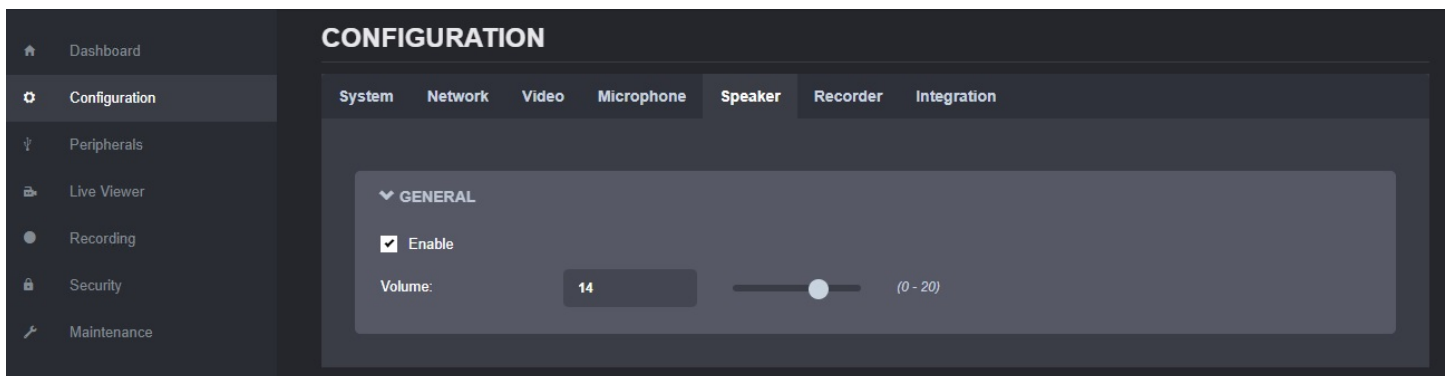 CONFIGURATION
Dashboard
Configuration
Peripherals
Live Viewer
Recording
Security
Maintenance
System Network Video Microphone Speaker Recorder Integration
GENERAL
Enable
Volume: 14 (0 - 20)